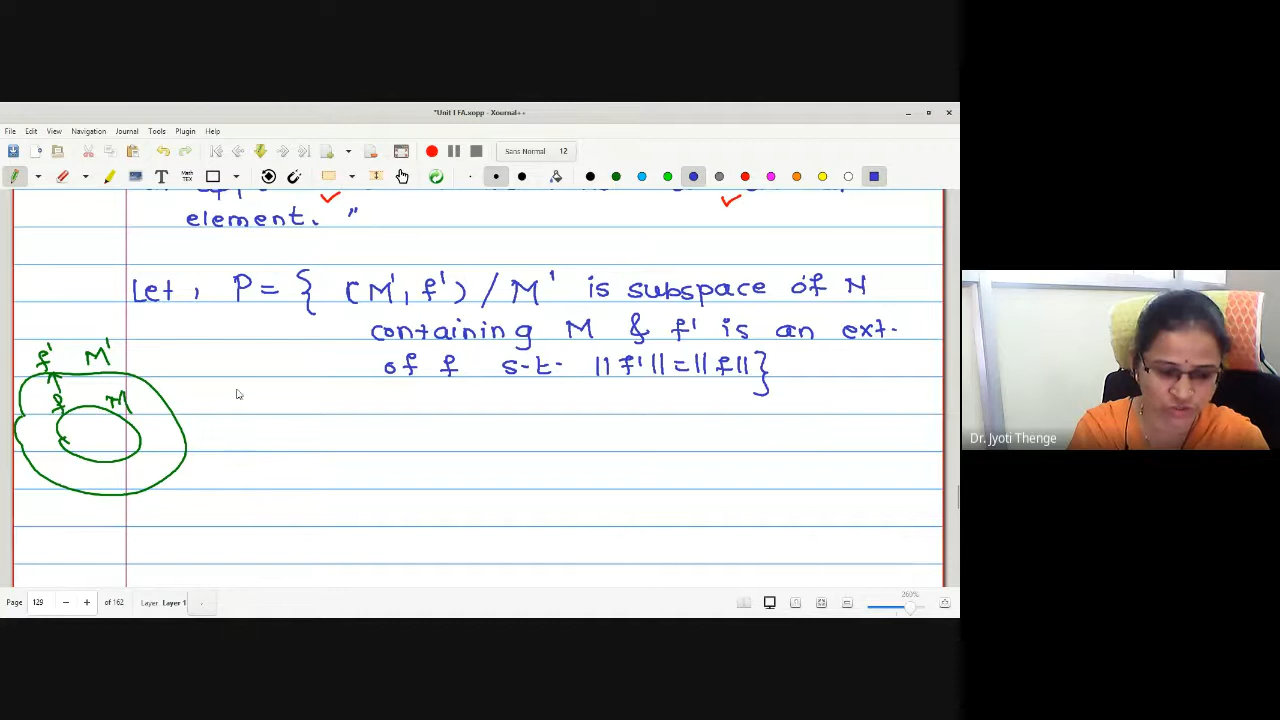 *Unit I FA.xopp - Xournal++
File Edit View Navigation Journal Tools Plugin Help
Sans Normal 12
element. "
Let, P = { (M', f') / M' is subspace of N
containing M & f' is an ext.
of f s.t. ||f'|| = ||f|| }
f' M'
f M
Dr. Jyoti Thenge
Page 129 of 162 Layer Layer 1
260%